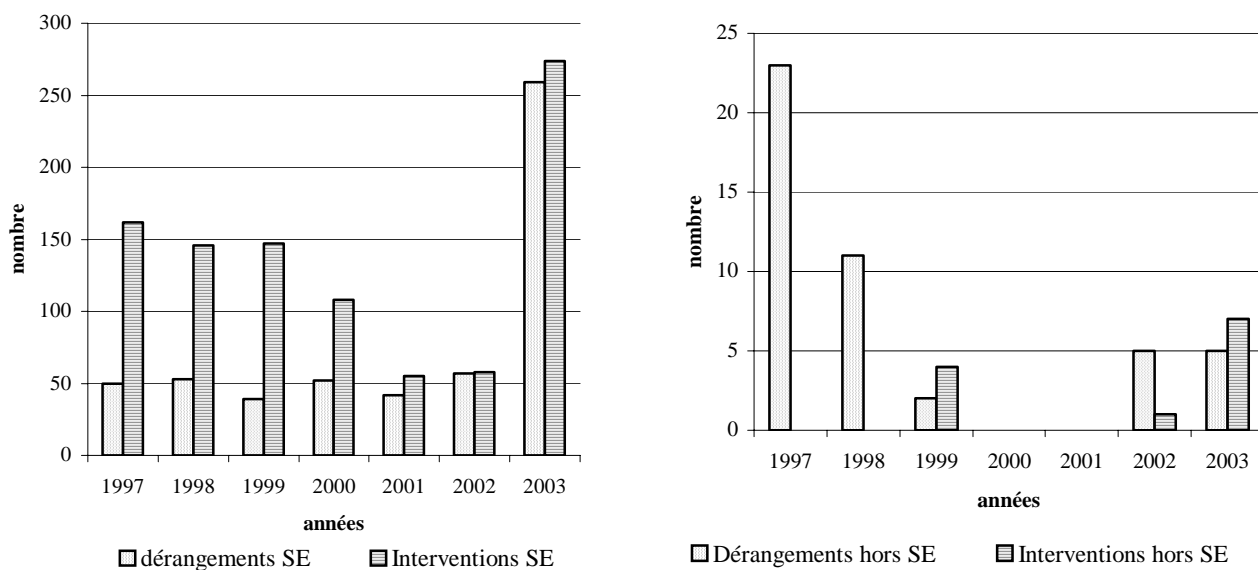 300
250
200
150
100
50
0
nombre
1997 1998 1999 2000 2001 2002 2003
années
dérangements SE Interventions SE
25
20
15
10
5
0
nombre
1997 1998 1999 2000 2001 2002 2003
années
Dérangements hors SE Interventions hors SE